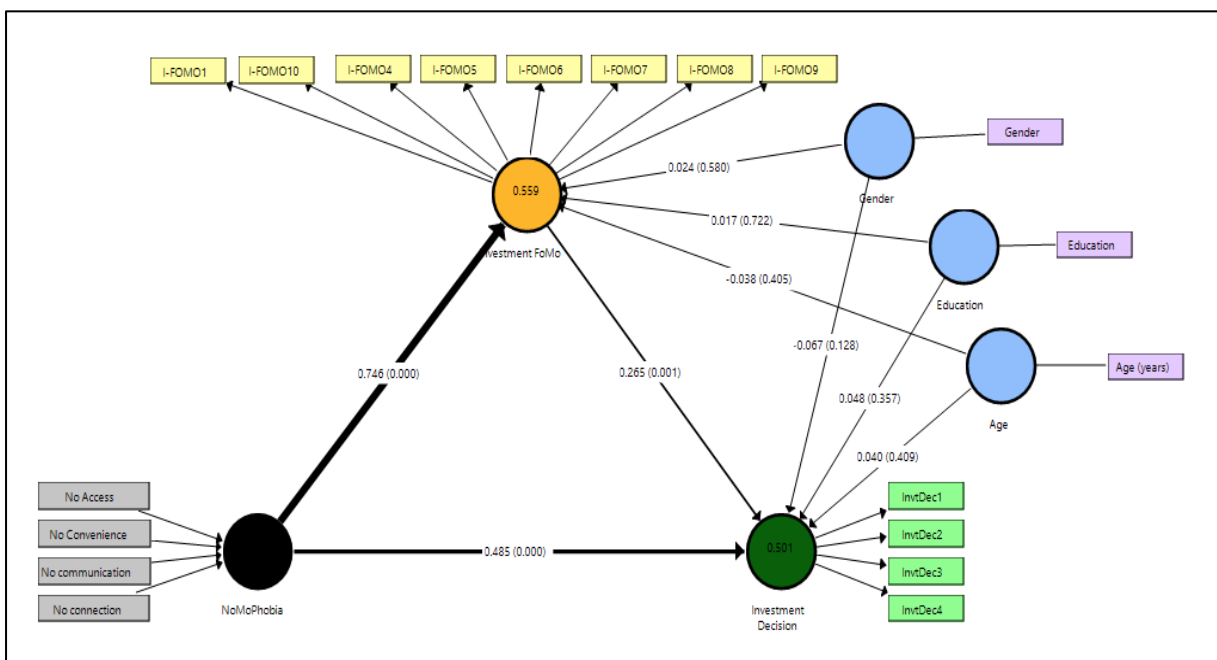 I-FOMO1
I-FOMO10
I-FOMO4
I-FOMO5
I-FOMO6
I-FOMO7
I-FOMO8
I-FOMO9
Gender
0.024 (0.580)
0.559
Gender
0.017 (0.722)
Education
nvestment FoMo
-0.038 (0.405)
Education
-0.067 (0.128)
Age (years)
0.746 (0.000)
0.265 (0.001)
0.048 (0.357)
Age
0.040 (0.409)
No Access
No Convenience
No communication
No connection
NoMoPhobia
0.485 (0.000)
0.501
Investment
Decision
InvtDec1
InvtDec2
InvtDec3
InvtDec4